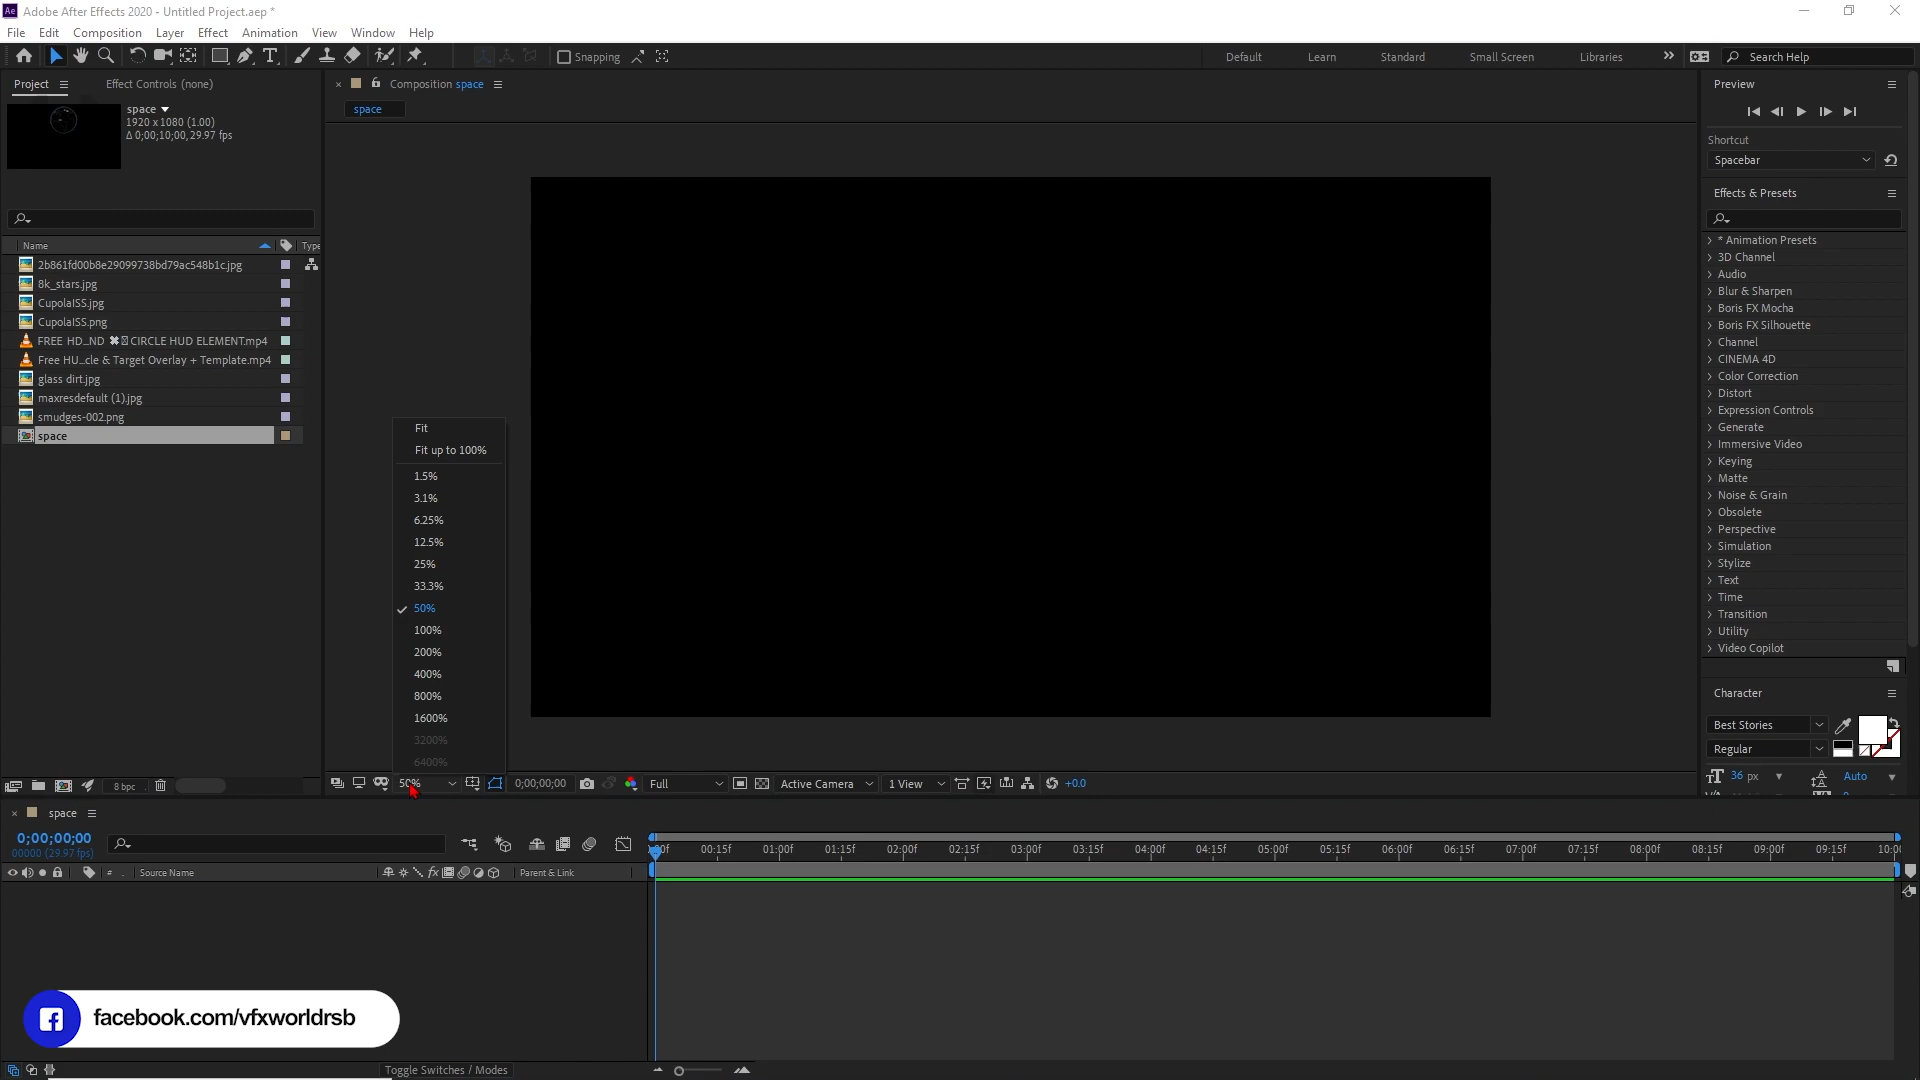 Ae Adobe After Effects 2020 - Untitled Project.aep *
File Edit Composition Layer Effect Animation View Window Help
Snapping Default Learn Standard Small Screen Libraries Search Help
Project Effect Controls (none)
space
1920 x 1080 (1.00)
Δ 0;00;10;00, 29.97 fps
Name Type
2b861fd00b8e29099738bd79ac548b1c.jpg
8k_stars.jpg
CupolaISS.jpg
CupolaISS.png
FREE HD...ND ✖ CIRCLE HUD ELEMENT.mp4
Free HU...cle & Target Overlay + Template.mp4
glass dirt.jpg
maxresdefault (1).jpg
smudges-002.png
space
8 bpc
Composition space
space
Fit
Fit up to 100%
1.5%
3.1%
6.25%
12.5%
25%
33.3%
50%
100%
200%
400%
800%
1600%
3200%
6400%
50% 0;00;00;00 Full Active Camera 1 View +0.0
Preview
Shortcut
Spacebar
Effects & Presets
* Animation Presets
3D Channel
Audio
Blur & Sharpen
Boris FX Mocha
Boris FX Silhouette
Channel
CINEMA 4D
Color Correction
Distort
Expression Controls
Generate
Immersive Video
Keying
Matte
Noise & Grain
Obsolete
Perspective
Simulation
Stylize
Text
Time
Transition
Utility
Video Copilot
Character
Best Stories
Regular
36 px Auto
space
0;00;00;00
00000 (29.97 fps)
00:15f 01:00f 01:15f 02:00f 02:15f 03:00f 03:15f 04:00f 04:15f 05:00f 05:15f 06:00f 06:15f 07:00f 07:15f 08:00f 08:15f 09:00f 09:15f 10:00
# Source Name fx Parent & Link
facebook.com/vfxworldrsb
Toggle Switches / Modes